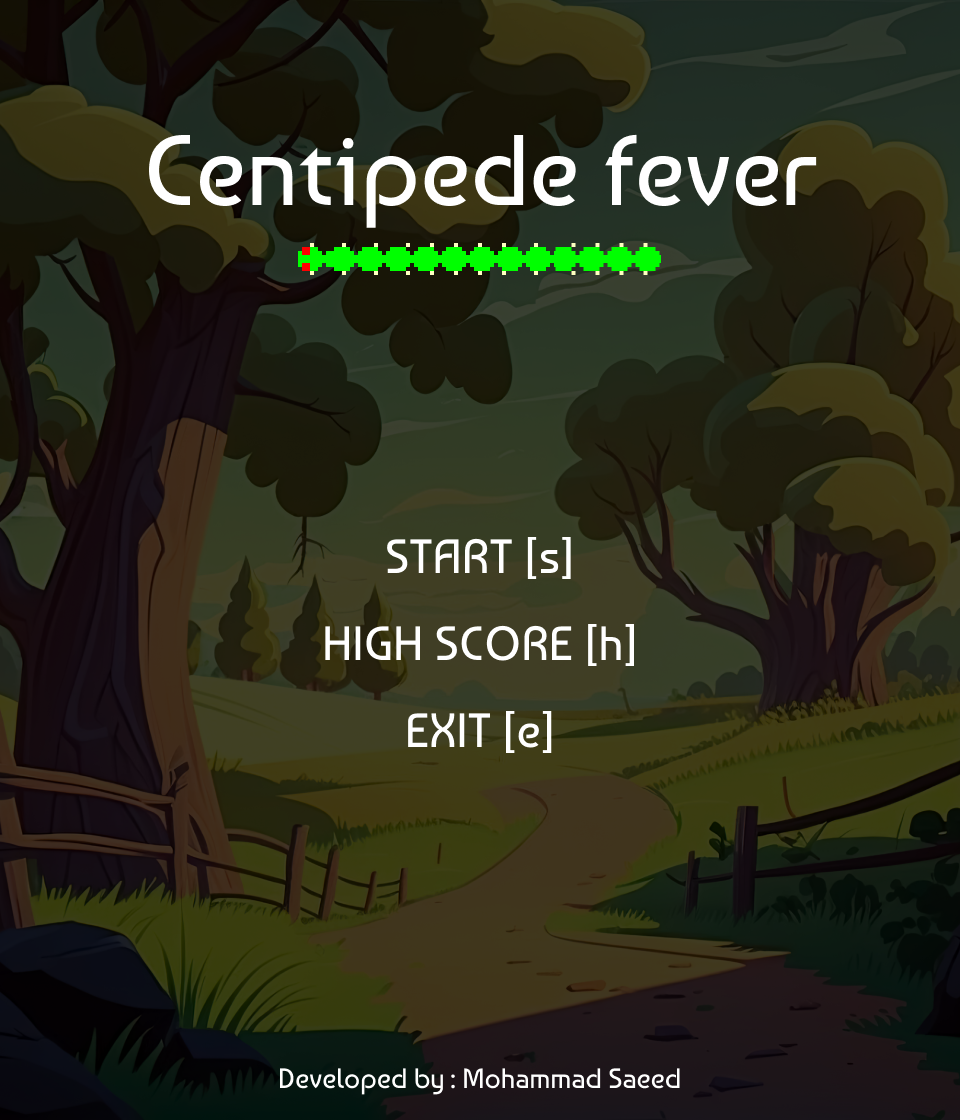 Centipede fever
START [s]
HIGH SCORE [h]
EXIT [e]
Developed by : Mohammad Saeed